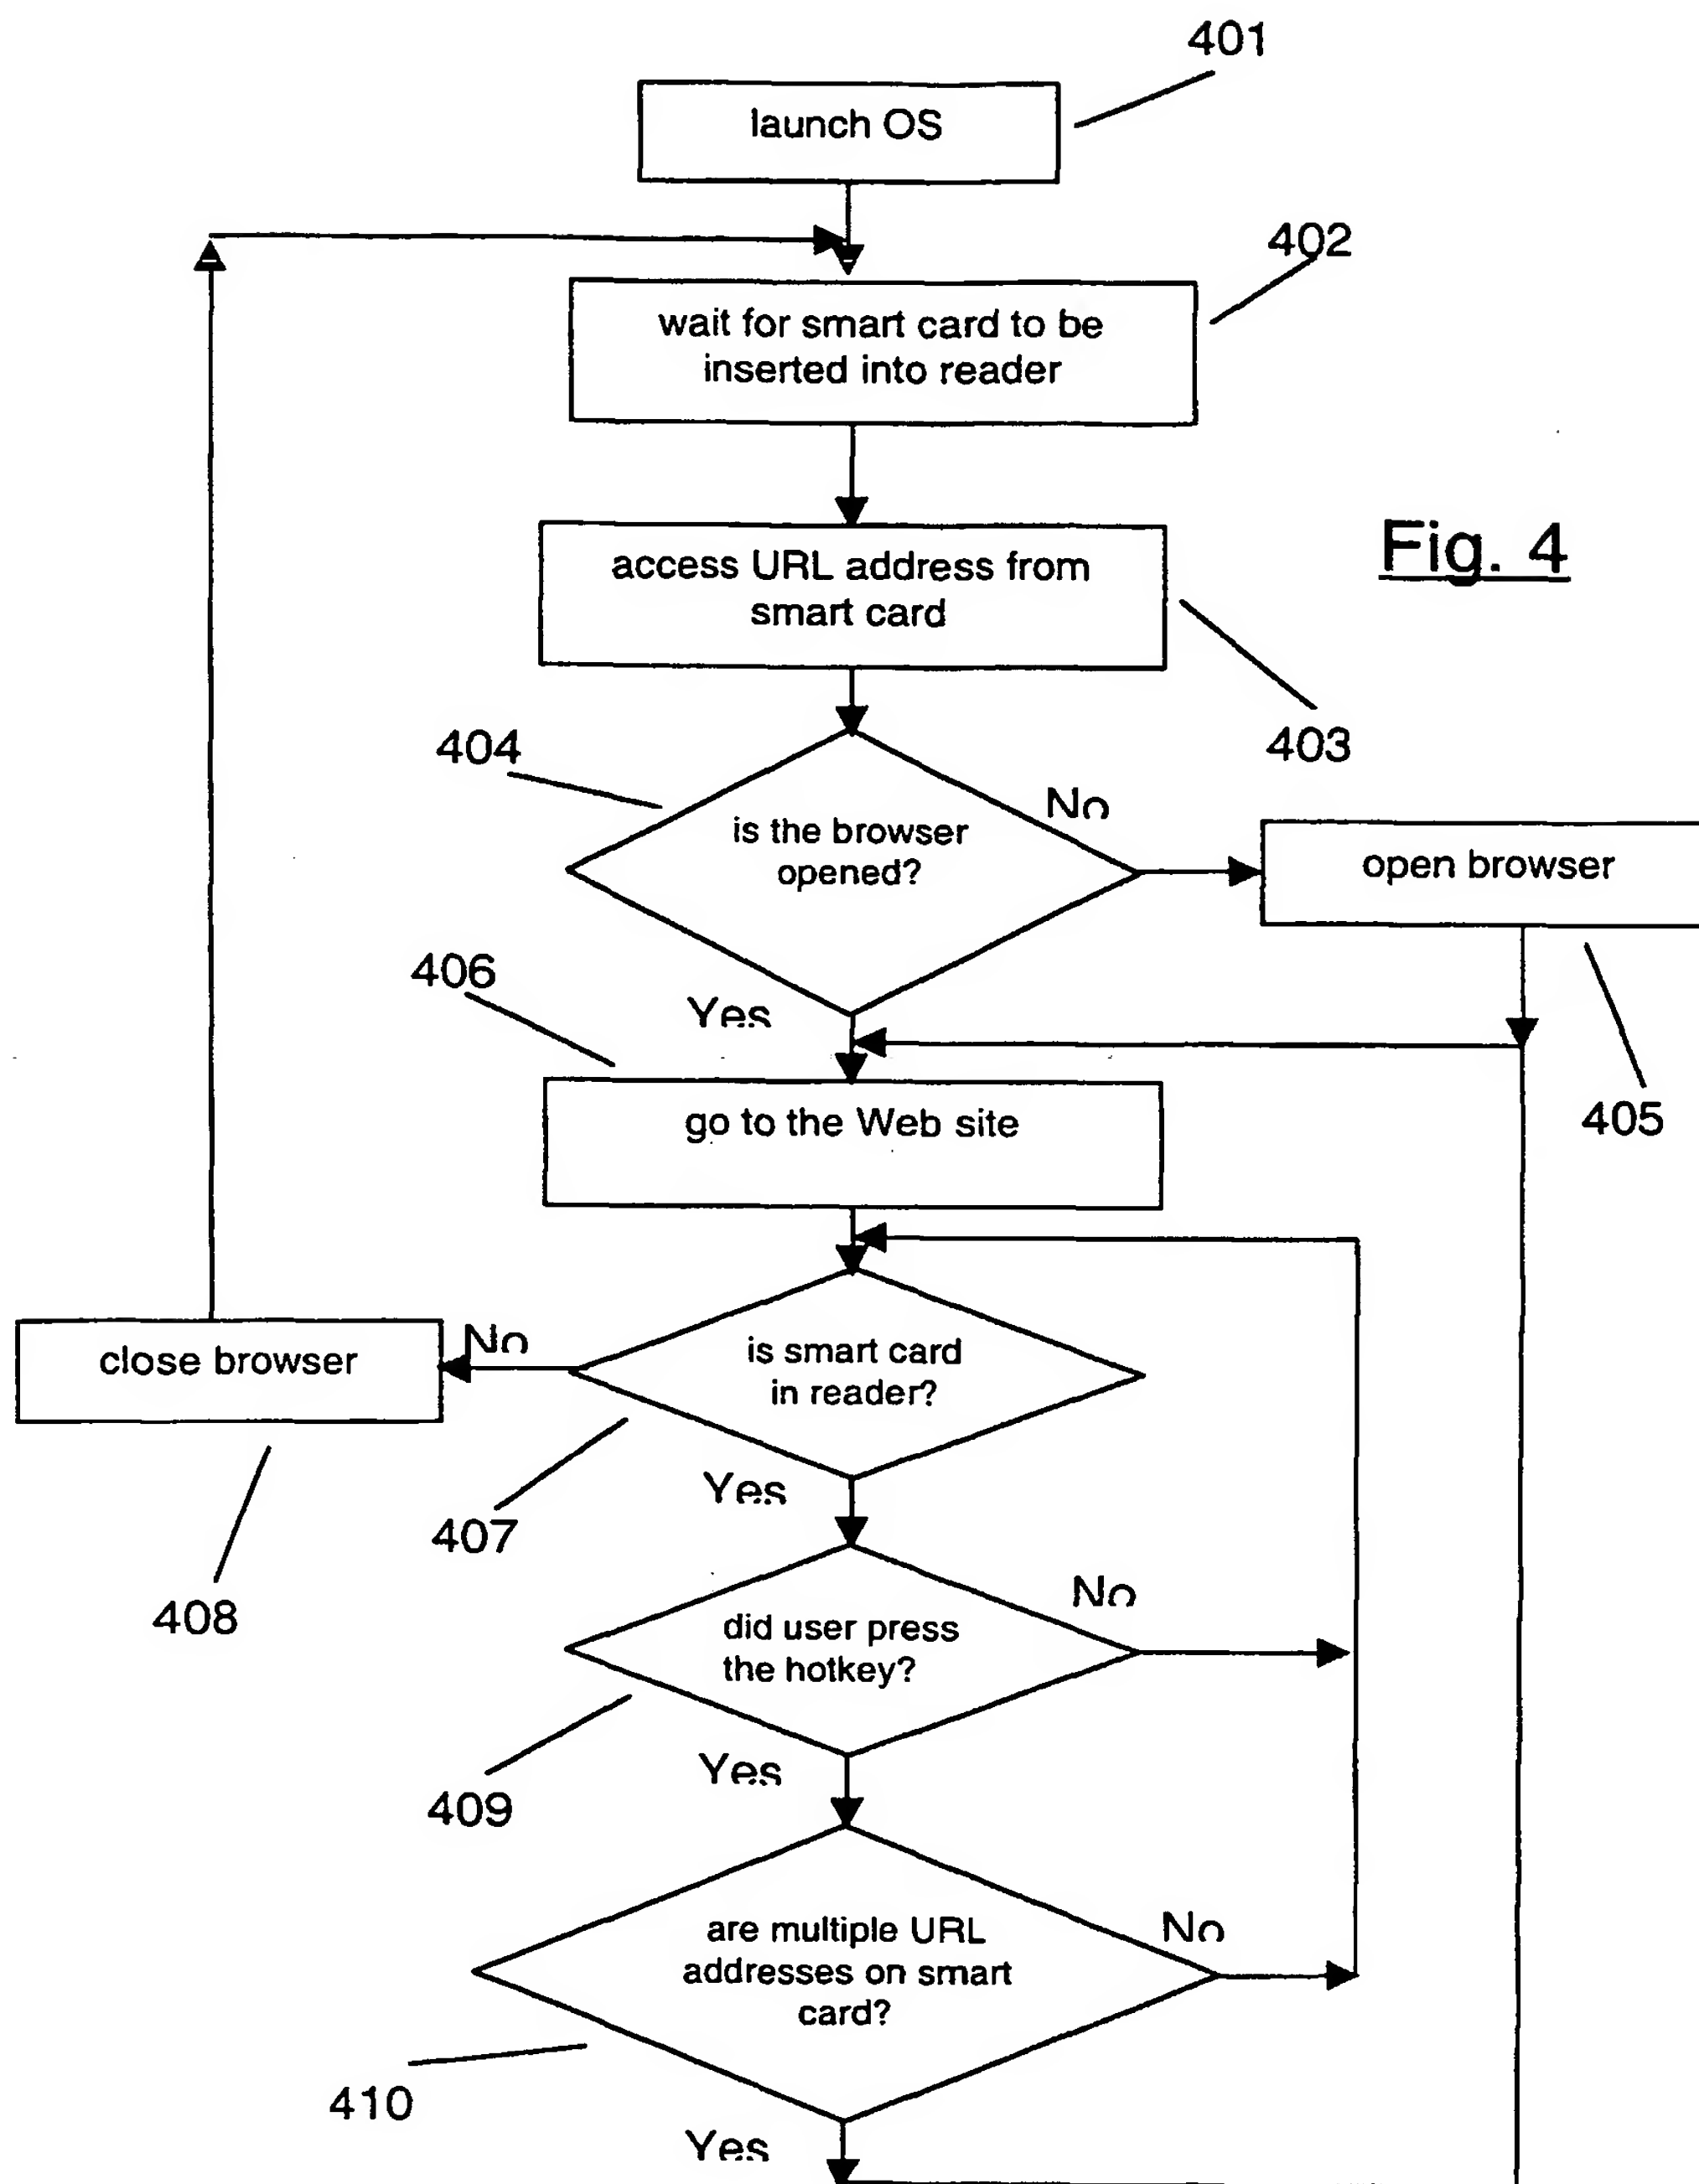 401
launch OS
402
wait for smart card to be
inserted into reader
Fig. 4
access URL address from
smart card
403
404
No
is the browser
opened?
open browser
406
Yes
405
go to the Web site
No
close browser
is smart card
in reader?
Yes
407
408
No
did user press
the hotkey?
Yes
409
No
are multiple URL
addresses on smart
card?
410
Yes